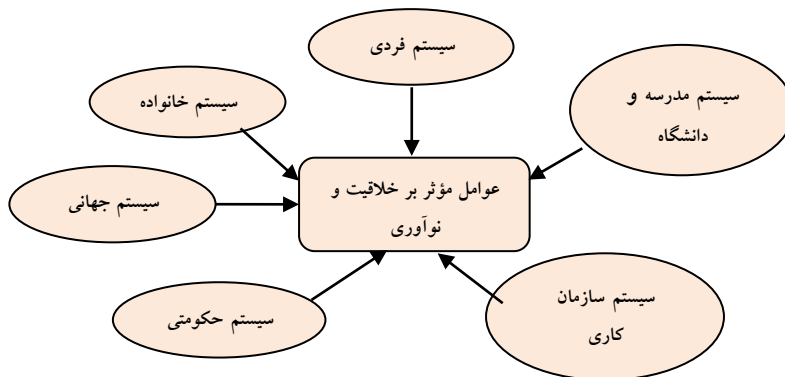 سیستم فردی
سیستم مدرسه و
دانشگاه
سیستم خانواده
عوامل مؤثر بر خلاقیت و
نوآوری
سیستم جهانی
سیستم سازمان
کاری
سیستم حکومتی